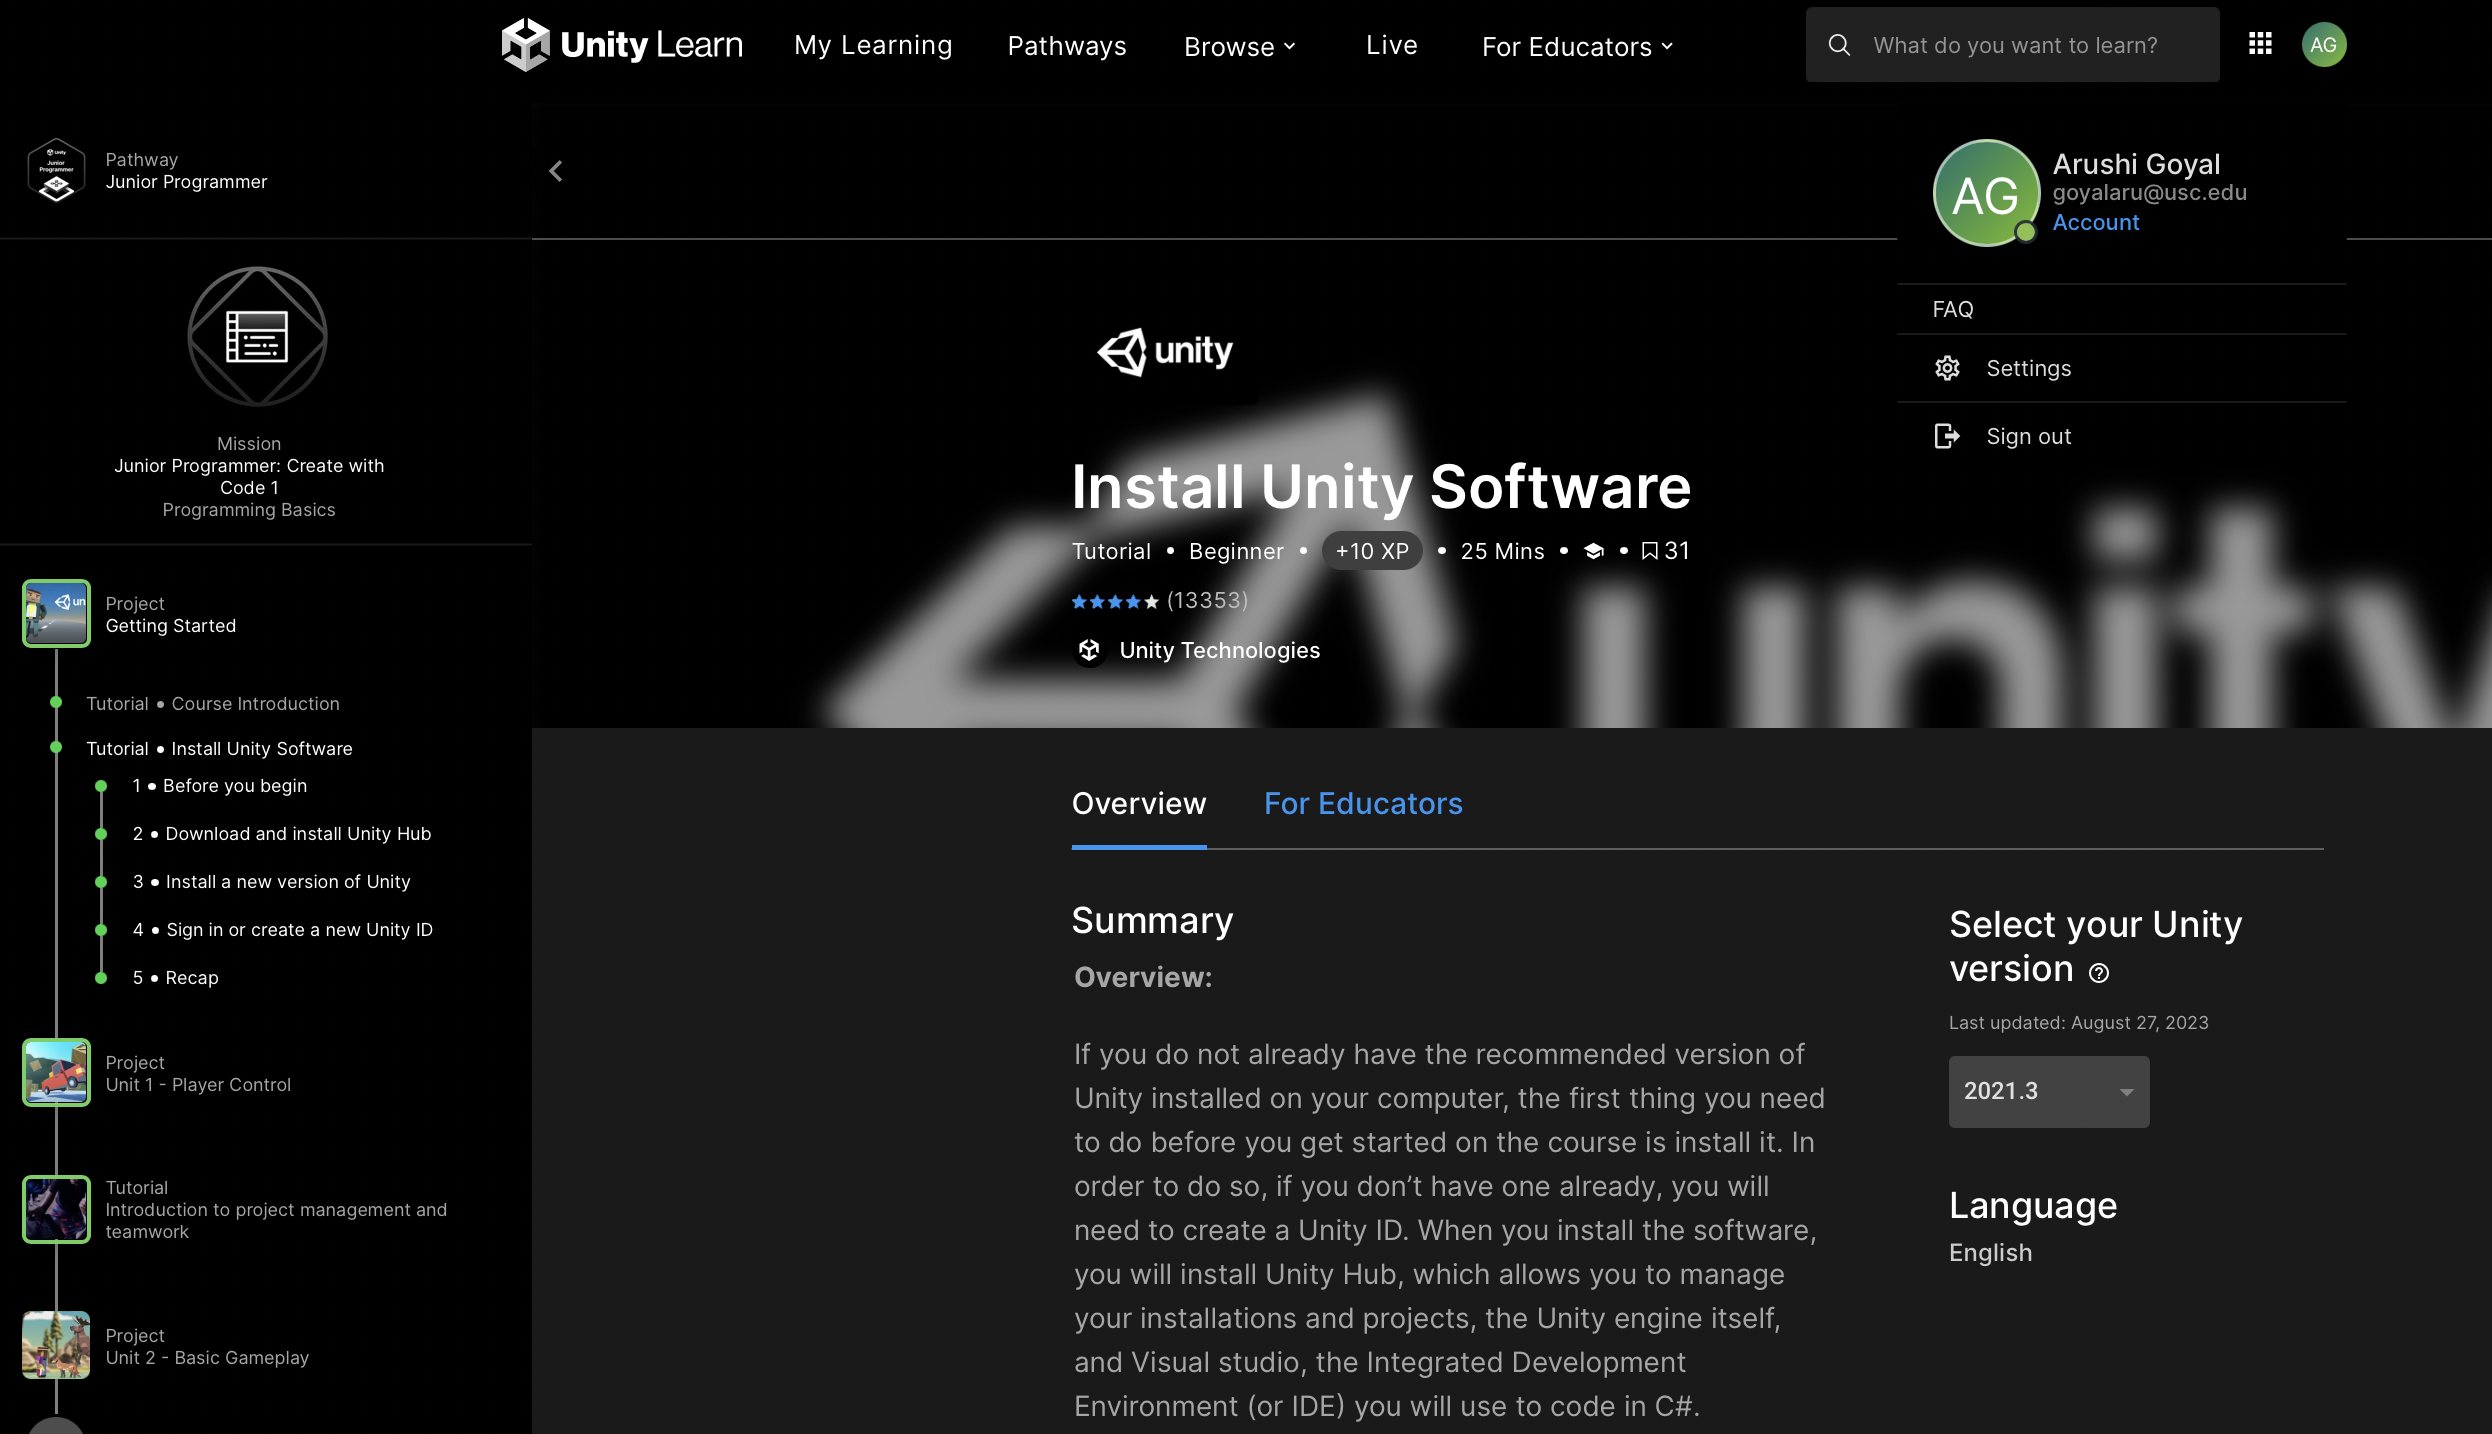 Unity Learn
My Learning
Pathways
Browse
Live
For Educators
What do you want to learn?
AG
Unity
Junior
Programmer
Pathway
Junior Programmer
AG
Arushi Goyal
goyalaru@usc.edu
Account
FAQ
Settings
Sign out
Mission
Junior Programmer: Create with
Code 1
Programming Basics
Project
Getting Started
Tutorial • Course Introduction
Tutorial • Install Unity Software
1 • Before you begin
2 • Download and install Unity Hub
3 • Install a new version of Unity
4 • Sign in or create a new Unity ID
5 • Recap
Project
Unit 1 - Player Control
Tutorial
Introduction to project management and
teamwork
Project
Unit 2 - Basic Gameplay
unity
unity
Install Unity Software
Tutorial • Beginner • +10 XP • 25 Mins • • 31
(13353)
Unity Technologies
Overview
For Educators
Summary
Overview:
If you do not already have the recommended version of
Unity installed on your computer, the first thing you need
to do before you get started on the course is install it. In
order to do so, if you don’t have one already, you will
need to create a Unity ID. When you install the software,
you will install Unity Hub, which allows you to manage
your installations and projects, the Unity engine itself,
and Visual studio, the Integrated Development
Environment (or IDE) you will use to code in C#.
Select your Unity
version
Last updated: August 27, 2023
2021.3
Language
English